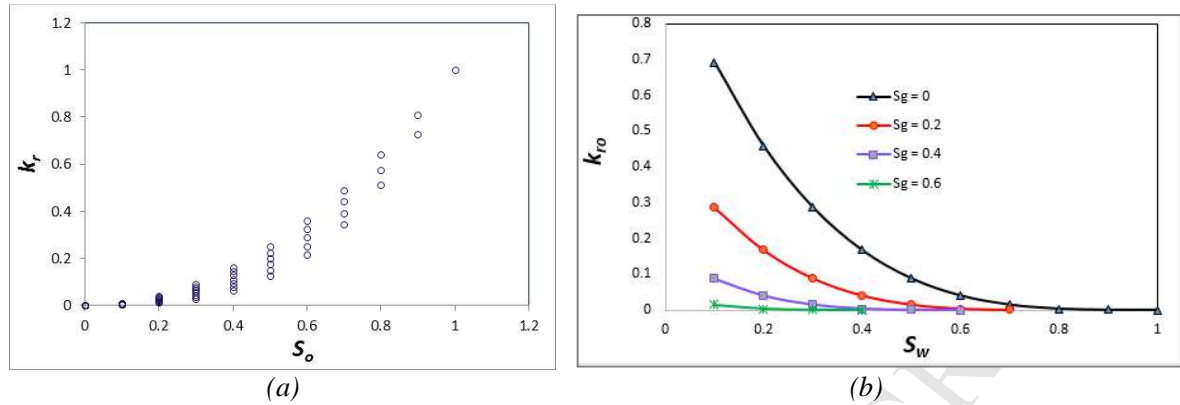 1.2
1
0.8
0.6
0.4
0.2
0
k_r
0 0.2 0.4 0.6 0.8 1 1.2
S_o
(a)
0.8
0.7
0.6
0.5
0.4
0.3
0.2
0.1
0
k_ro
Sg = 0
Sg = 0.2
Sg = 0.4
Sg = 0.6
0 0.2 0.4 0.6 0.8 1
S_w
(b)